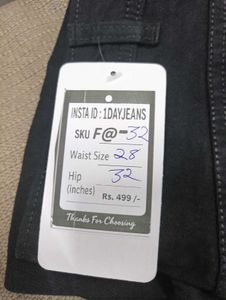 INSTA ID : 1DAYJEANS
SKU F@-32
Waist Size 28
Hip 32
(inches)
Rs. 499 /-
Thanks For Choosing